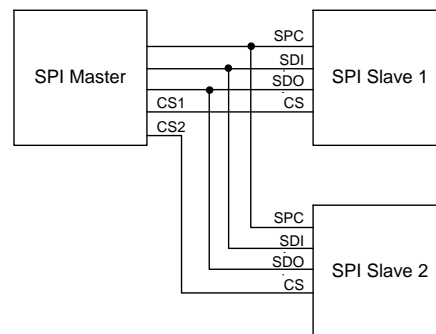 SPI Master
CS1
CS2
SPC
SDI
SDO
CS
SPI Slave 1
SPC
SDI
SDO
CS
SPI Slave 2